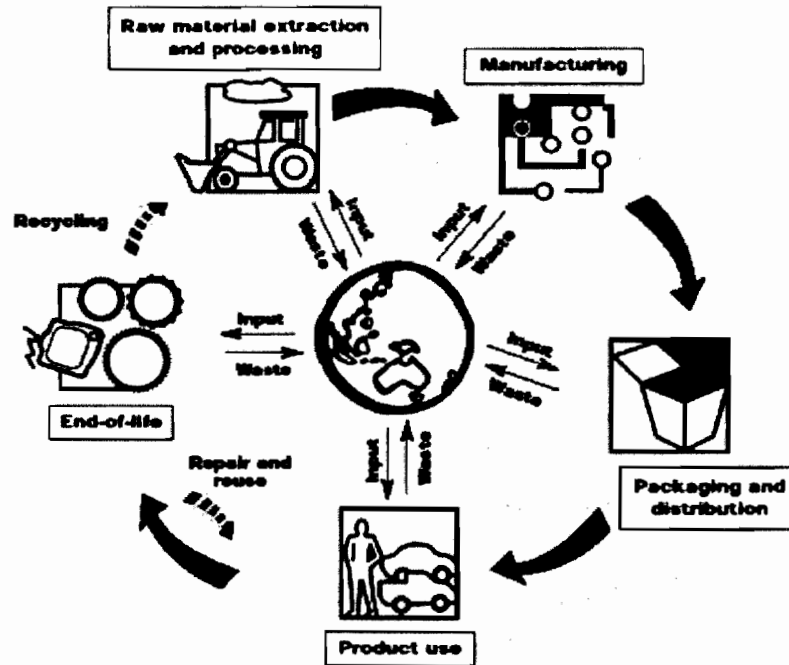 Raw material extraction
and processing
Manufacturing
Recycling
Waste
Input
Input
Waste
Input
Waste
Input
Waste
End-of-life
Repair and
reuse
Input
Waste
Packaging and
distribution
Product use